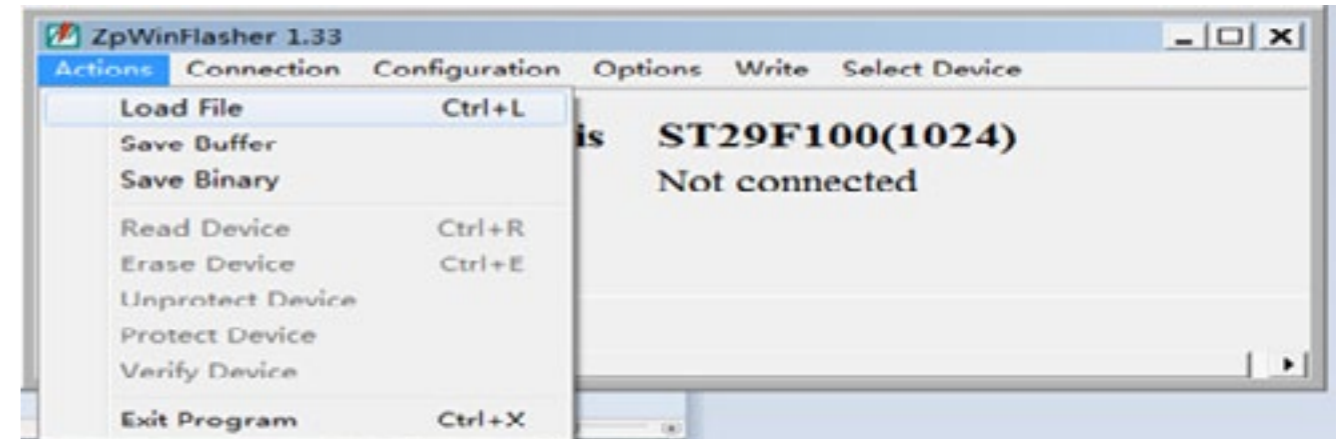 ZpWinFlasher 1.33
Actions Connection Configuration Options Write Select Device
Load File Ctrl+L
is ST29F100(1024)
Save Buffer
Not connected
Save Binary
Read Device Ctrl+R
Erase Device Ctrl+E
Unprotect Device
Protect Device
Verify Device
Exit Program Ctrl+X